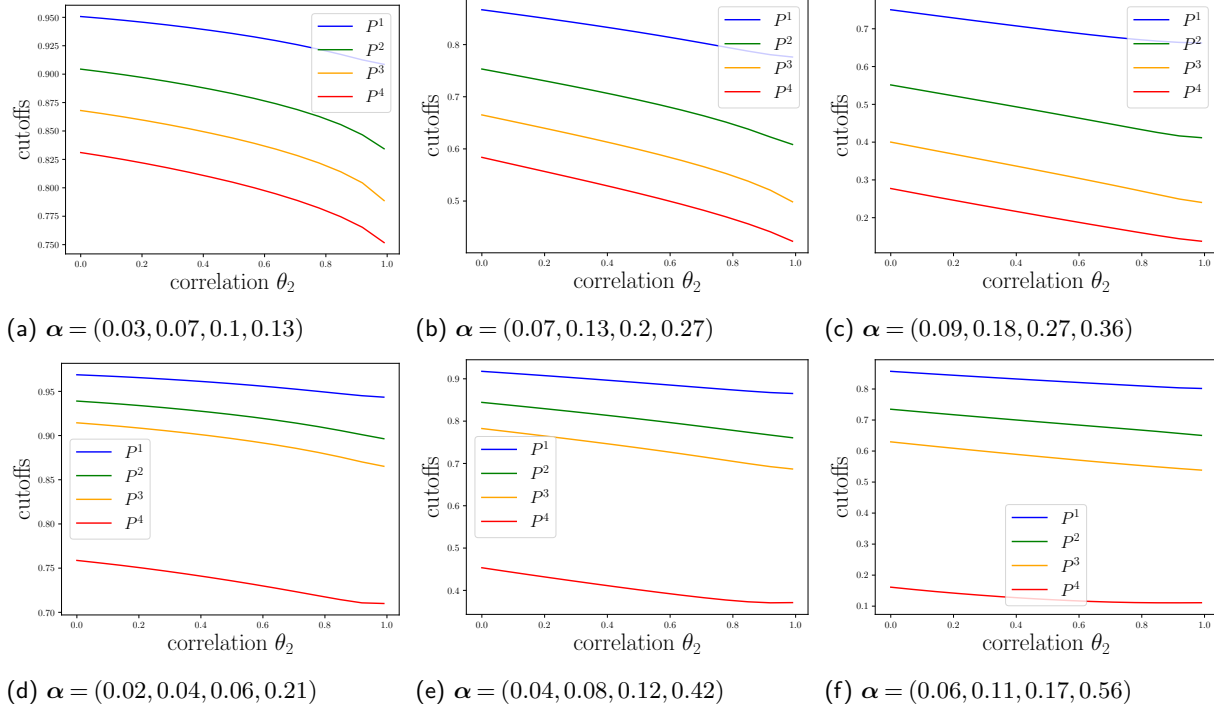 0.950
0.925
0.900
0.875
0.850
0.825
0.800
0.775
0.750
cutoffs
0.0 0.2 0.4 0.6 0.8 1.0
correlation θ₂
P¹
P²
P³
P⁴
(a) α = (0.03, 0.07, 0.1, 0.13)
0.8
0.7
0.6
0.5
cutoffs
0.0 0.2 0.4 0.6 0.8 1.0
correlation θ₂
P¹
P²
P³
P⁴
(b) α = (0.07, 0.13, 0.2, 0.27)
0.7
0.6
0.5
0.4
0.3
0.2
cutoffs
0.0 0.2 0.4 0.6 0.8 1.0
correlation θ₂
P¹
P²
P³
P⁴
(c) α = (0.09, 0.18, 0.27, 0.36)
0.95
0.90
0.85
0.80
0.75
0.70
cutoffs
0.0 0.2 0.4 0.6 0.8 1.0
correlation θ₂
P¹
P²
P³
P⁴
(d) α = (0.02, 0.04, 0.06, 0.21)
0.9
0.8
0.7
0.6
0.5
0.4
cutoffs
0.0 0.2 0.4 0.6 0.8 1.0
correlation θ₂
P¹
P²
P³
P⁴
(e) α = (0.04, 0.08, 0.12, 0.42)
0.8
0.7
0.6
0.5
0.4
0.3
0.2
0.1
cutoffs
0.0 0.2 0.4 0.6 0.8 1.0
correlation θ₂
P¹
P²
P³
P⁴
(f) α = (0.06, 0.11, 0.17, 0.56)